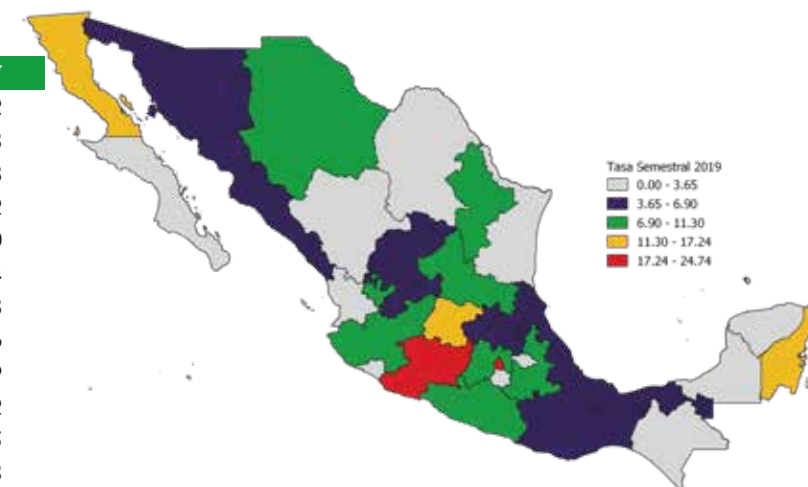 Tasa Semestral 2019
0.00 - 3.65
3.65 - 6.90
6.90 - 11.30
11.30 - 17.24
17.24 - 24.74